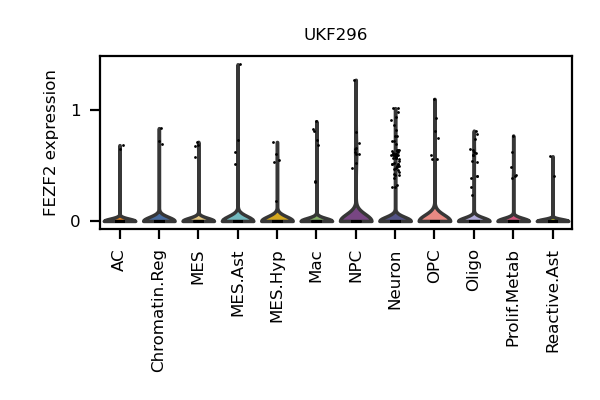 UKF296
FEZF2 expression
1
0
AC
Chromatin.Reg
MES
MES.Ast
MES.Hyp
Mac
NPC
Neuron
OPC
Oligo
Prolif.Metab
Reactive.Ast